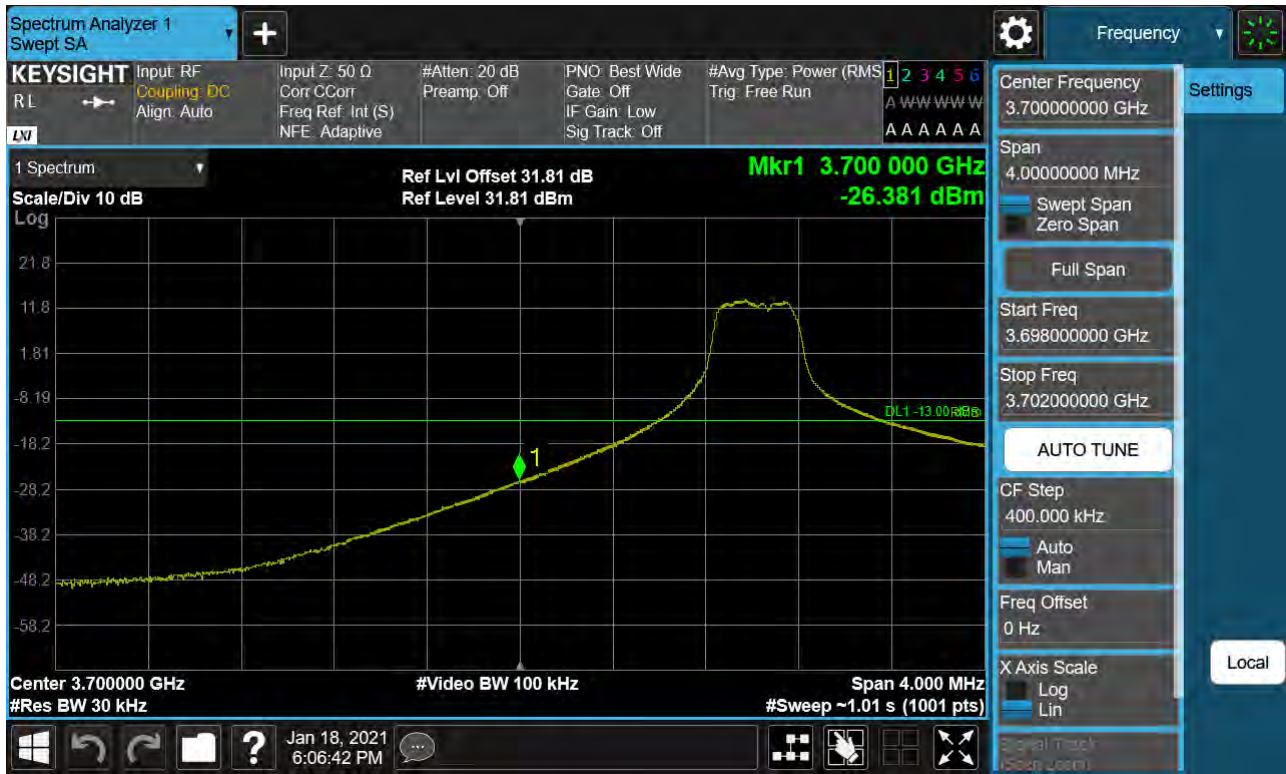 Spectrum Analyzer 1
Swept SA
Frequency
KEYSIGHT
RL
LXI
Input: RF
Coupling: DC
Align: Auto
Input Z: 50 Ω
Corr CCorr
Freq Ref: Int (S)
NFE: Adaptive
#Atten: 20 dB
Preamp: Off
PNO: Best Wide
Gate: Off
IF Gain: Low
Sig Track: Off
#Avg Type: Power (RMS
Trig: Free Run
1 2 3 4 5 6
A W W W W W
A A A A A A
1 Spectrum
Scale/Div 10 dB
Ref Lvl Offset 31.81 dB
Ref Level 31.81 dBm
Mkr1 3.700 000 GHz
-26.381 dBm
Log
21.8
11.8
1.81
-8.19
-18.2
-28.2
-38.2
-48.2
-58.2
DL1 -13.00
1
Center 3.700000 GHz
#Res BW 30 kHz
#Video BW 100 kHz
Span 4.000 MHz
#Sweep ~1.01 s (1001 pts)
Center Frequency
3.700000000 GHz
Settings
Span
4.00000000 MHz
Swept Span
Zero Span
Full Span
Start Freq
3.698000000 GHz
Stop Freq
3.702000000 GHz
AUTO TUNE
CF Step
400.000 kHz
Auto
Man
Freq Offset
0 Hz
X Axis Scale
Log
Lin
Local
Signal Track
(Span Zoom)
?
Jan 18, 2021
6:06:42 PM